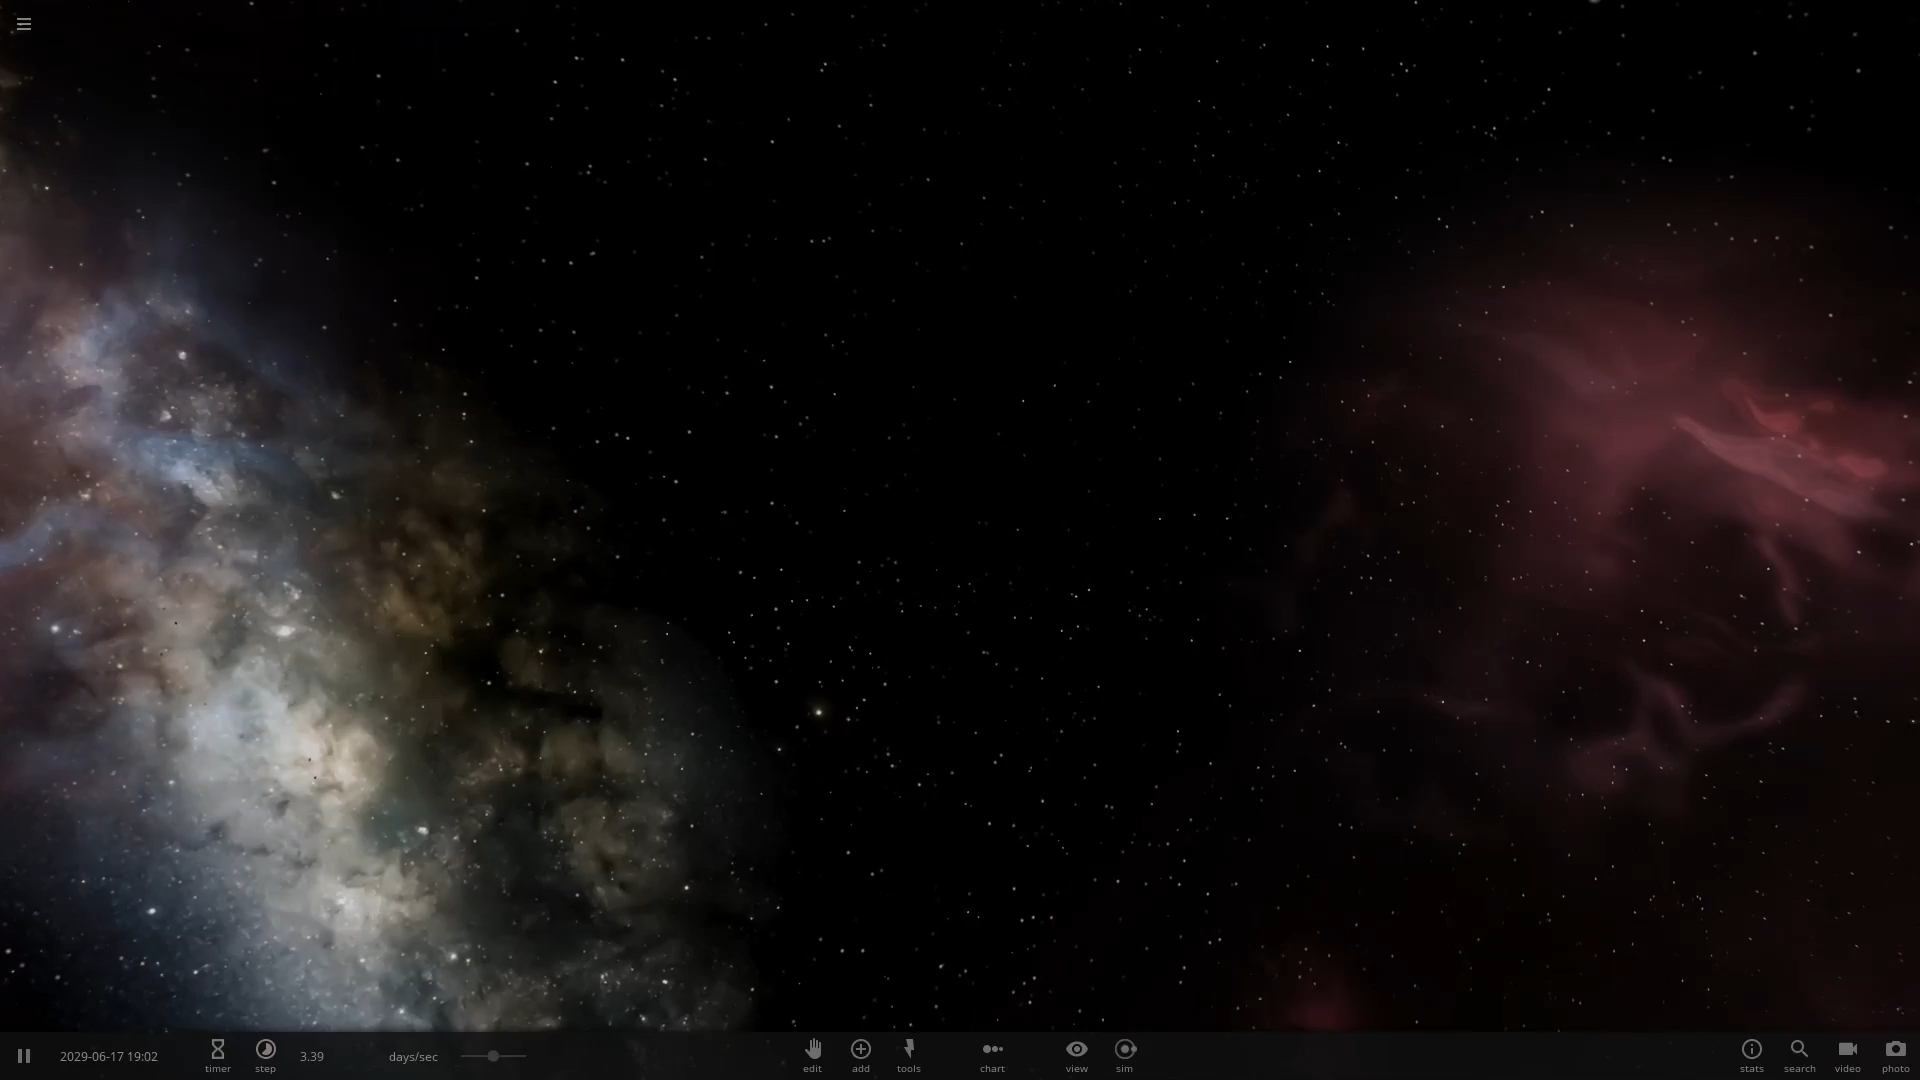 2029-06-17 19:02 timer step 3.39 days/sec edit add tools chart view sim stats search video photo